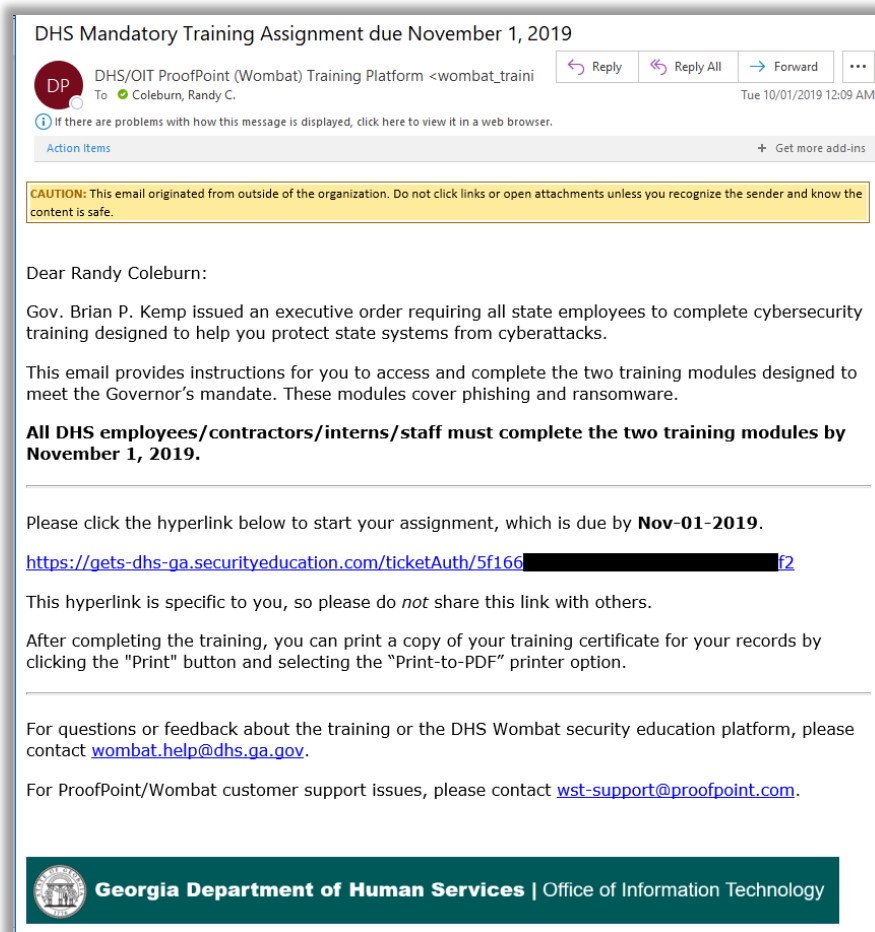 DHS Mandatory Training Assignment due November 1, 2019
DP
DHS/OIT ProofPoint (Wombat) Training Platform <wombat_traini
Reply
Reply All
Forward
...
To Coleburn, Randy C.
Tue 10/01/2019 12:09 AM
If there are problems with how this message is displayed, click here to view it in a web browser.
Action Items
+ Get more add-ins
CAUTION: This email originated from outside of the organization. Do not click links or open attachments unless you recognize the sender and know the
content is safe.
Dear Randy Coleburn:
Gov. Brian P. Kemp issued an executive order requiring all state employees to complete cybersecurity
training designed to help you protect state systems from cyberattacks.
This email provides instructions for you to access and complete the two training modules designed to
meet the Governor’s mandate. These modules cover phishing and ransomware.
All DHS employees/contractors/interns/staff must complete the two training modules by
November 1, 2019.
Please click the hyperlink below to start your assignment, which is due by Nov-01-2019.
https://gets-dhs-ga.securityeducation.com/ticketAuth/5f166 f2
This hyperlink is specific to you, so please do not share this link with others.
After completing the training, you can print a copy of your training certificate for your records by
clicking the "Print" button and selecting the “Print-to-PDF” printer option.
For questions or feedback about the training or the DHS Wombat security education platform, please
contact wombat.help@dhs.ga.gov.
For ProofPoint/Wombat customer support issues, please contact wst-support@proofpoint.com.
Georgia Department of Human Services | Office of Information Technology